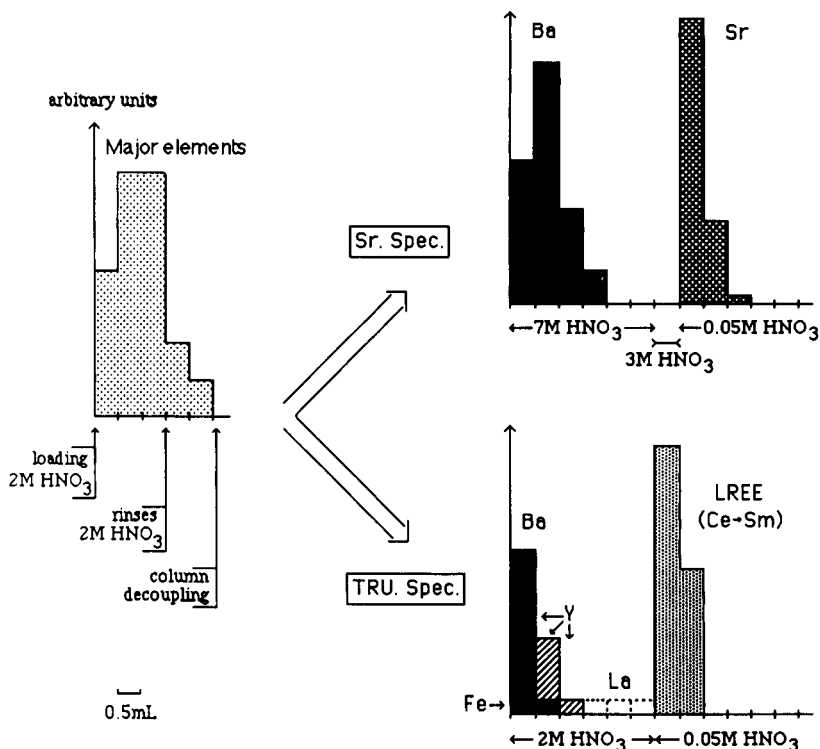 arbitrary units
Major elements
loading
2M HNO3
rinses
2M HNO3
column
decoupling
0.5mL
Sr. Spec.
TRU. Spec.
Ba
Sr
7M HNO3
0.05M HNO3
3M HNO3
Ba
Y
LREE
(Ce→Sm)
La
Fe→
2M HNO3
0.05M HNO3